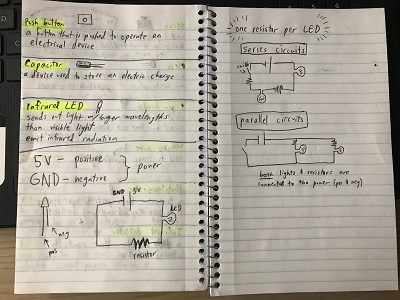 Push button
a button that is pushed to operate an
electrical device
Capacitor
a device used to store an electric charge
Infrared LED
sends out light w/ longer wavelengths
than visible light
emit infrared radiation
5V - positive
GND - negative
power
GND
5V
LED
resistor
neg
pos
one resistor per LED
Series circuits
parallel circuits
both lights & resistors are
connected to the power (pos & neg)